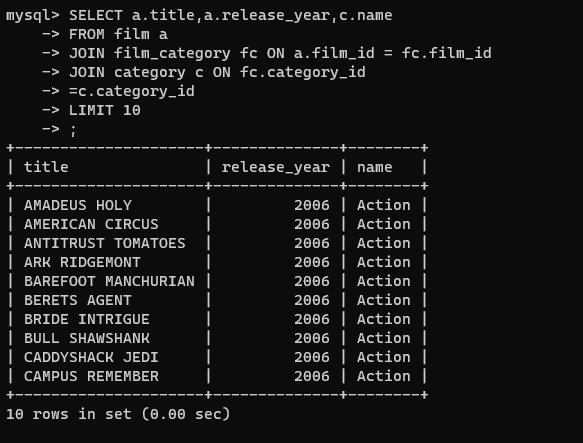 mysql> SELECT a.title,a.release_year,c.name
    -> FROM film a
    -> JOIN film_category fc ON a.film_id = fc.film_id
    -> JOIN category c ON fc.category_id
    -> =c.category_id
    -> LIMIT 10
    -> ;
+---------------------+--------------+--------+
| title               | release_year | name   |
+---------------------+--------------+--------+
| AMADEUS HOLY        |         2006 | Action |
| AMERICAN CIRCUS     |         2006 | Action |
| ANTITRUST TOMATOES  |         2006 | Action |
| ARK RIDGEMONT       |         2006 | Action |
| BAREFOOT MANCHURIAN |         2006 | Action |
| BERETS AGENT        |         2006 | Action |
| BRIDE INTRIGUE      |         2006 | Action |
| BULL SHAWSHANK      |         2006 | Action |
| CADDYSHACK JEDI     |         2006 | Action |
| CAMPUS REMEMBER     |         2006 | Action |
+---------------------+--------------+--------+
10 rows in set (0.00 sec)